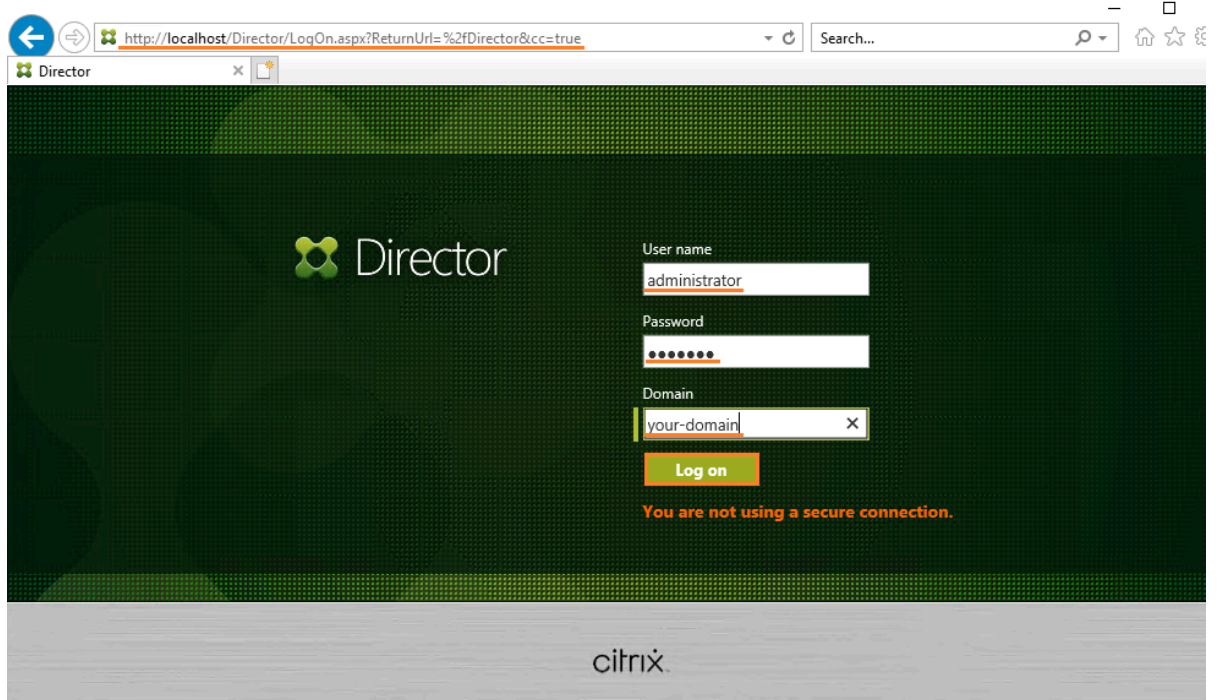 http://localhost/Director/LogOn.aspx?ReturnUrl=%2fDirector&cc=true
Search...
Director
Director
User name
administrator
Password
•••••••
Domain
your-domain
Log on
You are not using a secure connection.
citrix